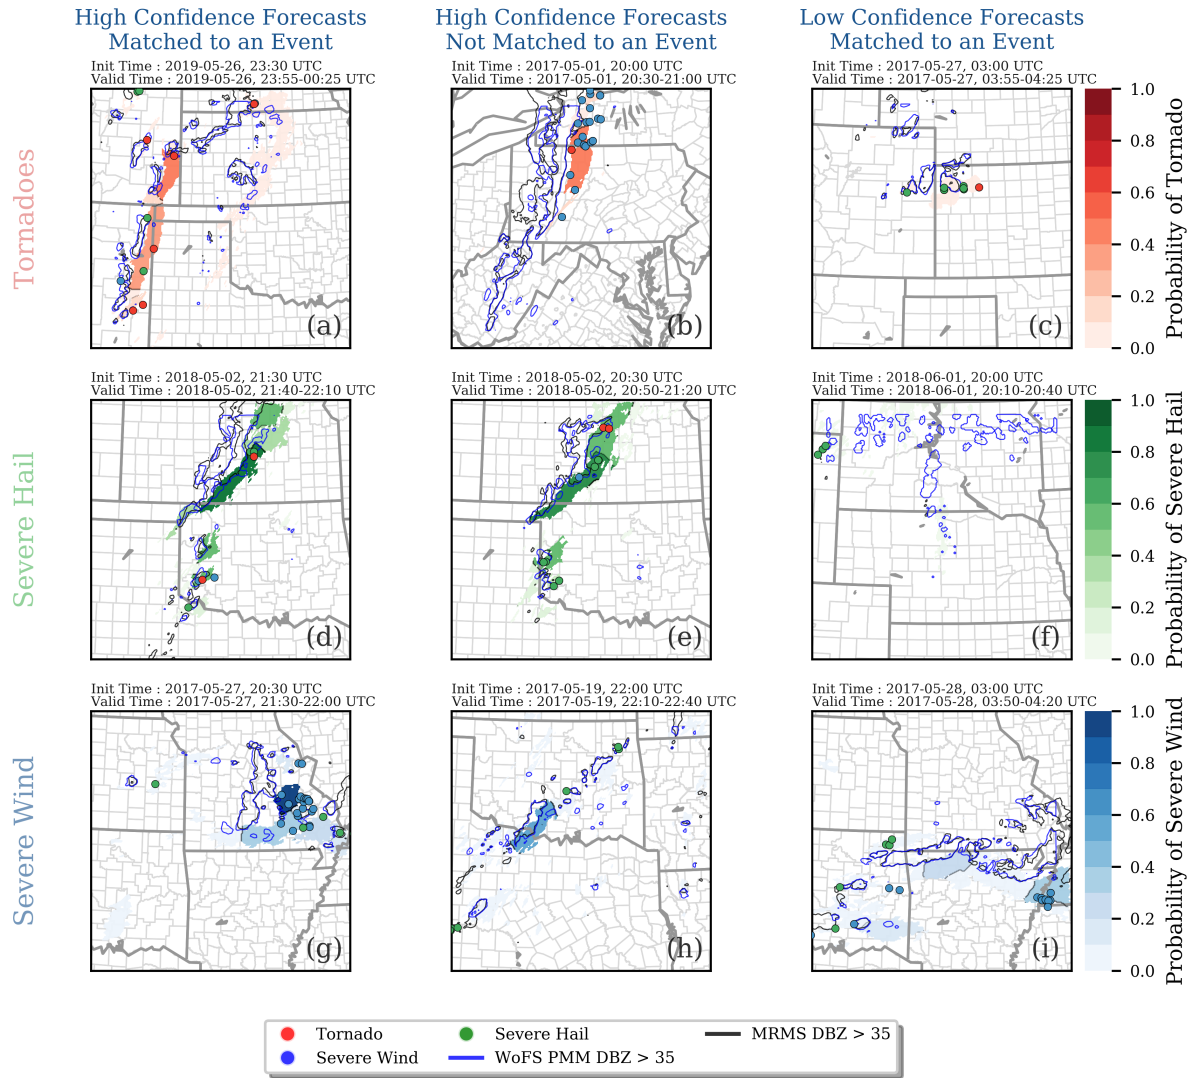 High Confidence Forecasts
Matched to an Event
High Confidence Forecasts
Not Matched to an Event
Low Confidence Forecasts
Matched to an Event
Tornadoes
Init Time : 2019-05-26, 23:30 UTC
Valid Time : 2019-05-26, 23:55-00:25 UTC
(a)
Init Time : 2017-05-01, 20:00 UTC
Valid Time : 2017-05-01, 20:30-21:00 UTC
(b)
Init Time : 2017-05-27, 03:00 UTC
Valid Time : 2017-05-27, 03:55-04:25 UTC
(c)
1.0
0.8
0.6
0.4
0.2
0.0
Probability of Tornado
Severe Hail
Init Time : 2018-05-02, 21:30 UTC
Valid Time : 2018-05-02, 21:40-22:10 UTC
(d)
Init Time : 2018-05-02, 20:30 UTC
Valid Time : 2018-05-02, 20:50-21:20 UTC
(e)
Init Time : 2018-06-01, 20:00 UTC
Valid Time : 2018-06-01, 20:10-20:40 UTC
(f)
1.0
0.8
0.6
0.4
0.2
0.0
Probability of Severe Hail
Severe Wind
Init Time : 2017-05-27, 20:30 UTC
Valid Time : 2017-05-27, 21:30-22:00 UTC
(g)
Init Time : 2017-05-19, 22:00 UTC
Valid Time : 2017-05-19, 22:10-22:40 UTC
(h)
Init Time : 2017-05-28, 03:00 UTC
Valid Time : 2017-05-28, 03:50-04:20 UTC
(i)
1.0
0.8
0.6
0.4
0.2
0.0
Probability of Severe Wind
Tornado
Severe Hail
MRMS DBZ > 35
Severe Wind
WoFS PMM DBZ > 35